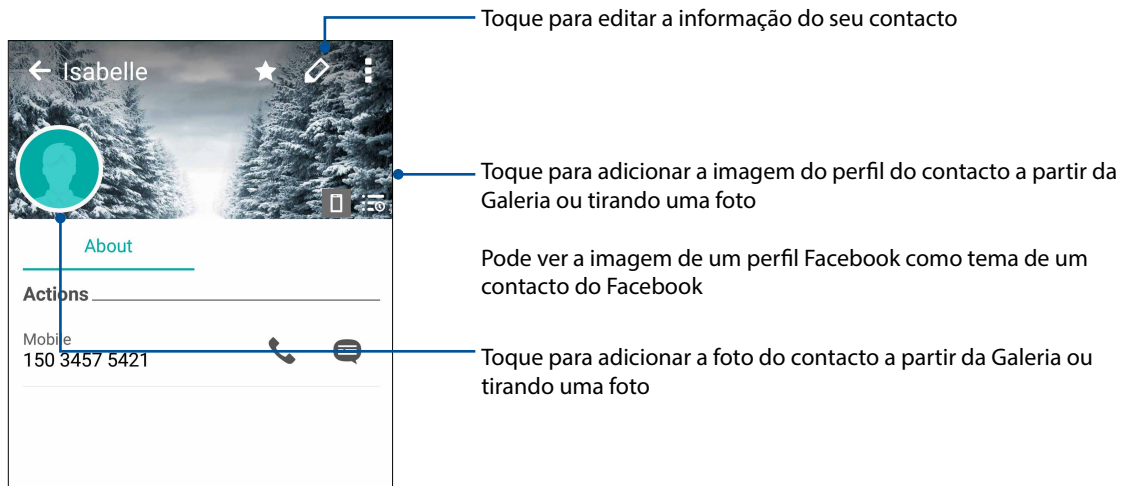 Toque para editar a informação do seu contacto
Isabelle
Toque para adicionar a imagem do perfil do contacto a partir da
Galeria ou tirando uma foto
Pode ver a imagem de um perfil Facebook como tema de um
contacto do Facebook
About
Actions
Mobile
150 3457 5421
Toque para adicionar a foto do contacto a partir da Galeria ou
tirando uma foto